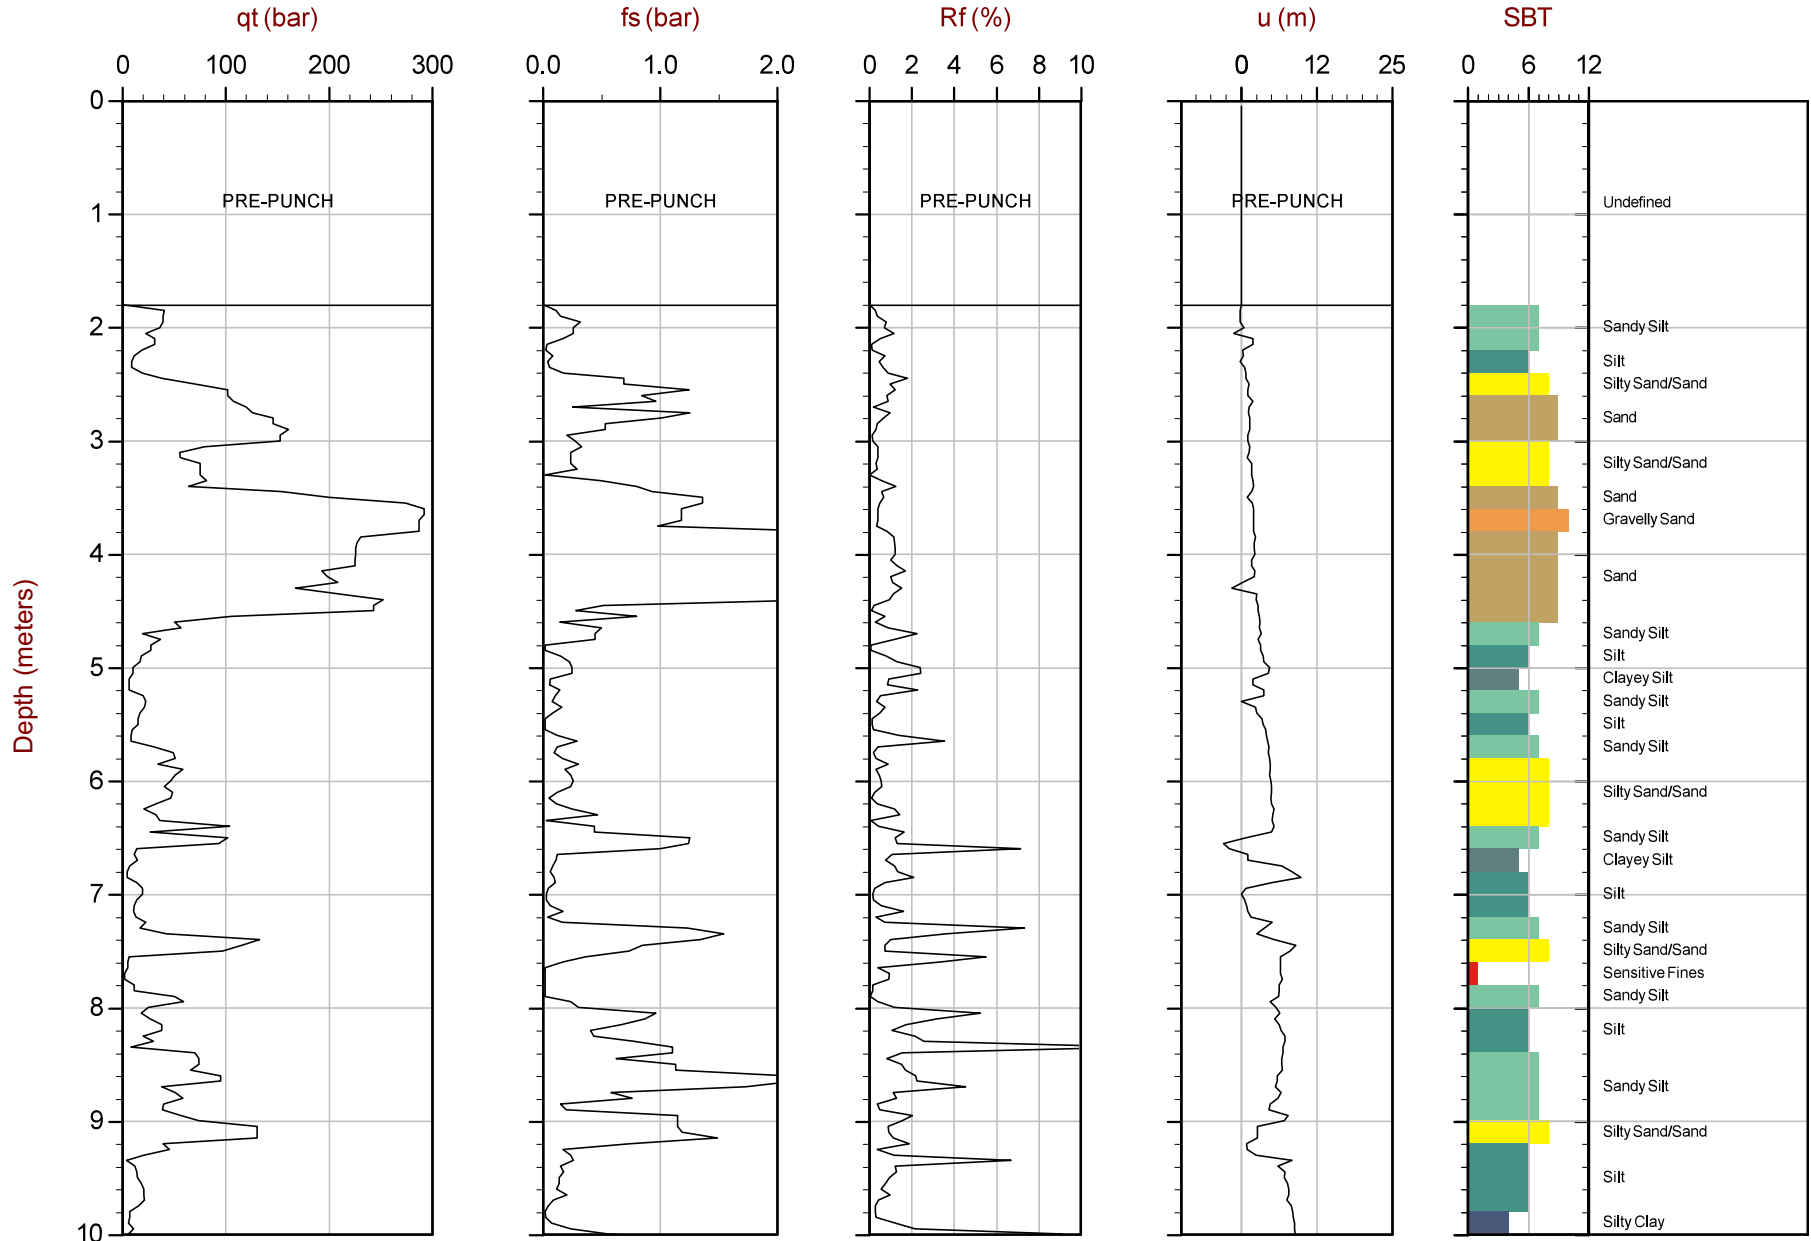 qt (bar) fs (bar) Rf (%) u (m) SBT
0 100 200 300 0.0 1.0 2.0 0 2 4 6 8 10 0 12 25 0 6 12
0
PRE-PUNCH PRE-PUNCH PRE-PUNCH PRE-PUNCH Undefined
1
2 Sandy Silt
Silt
Silty Sand/Sand
Sand
3
Silty Sand/Sand
Sand
Gravelly Sand
4
Sand
Sandy Silt
Silt
5
Clayey Silt
Sandy Silt
Silt
Sandy Silt
6
Silty Sand/Sand
Sandy Silt
Clayey Silt
7 Silt
Sandy Silt
Silty Sand/Sand
Sensitive Fines
Sandy Silt
8
Silt
Sandy Silt
9
Silty Sand/Sand
Silt
Silty Clay
10
Depth (meters)